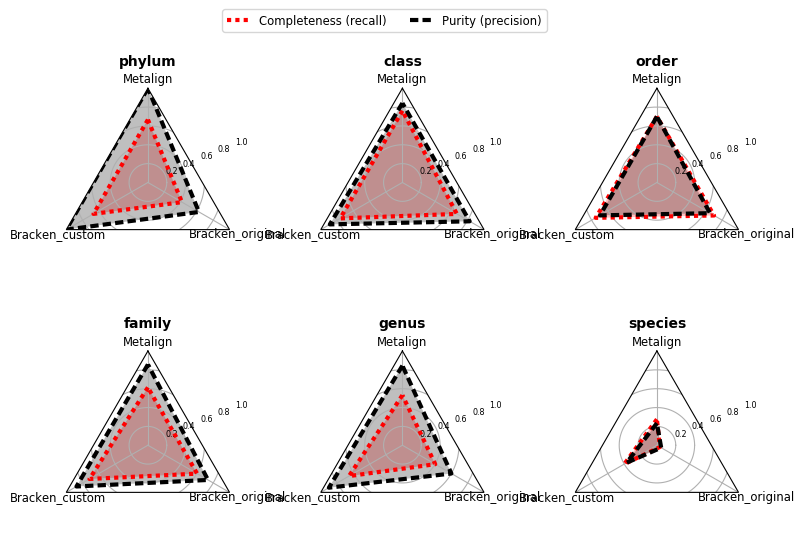 Completeness (recall) Purity (precision)
phylum class order
Metalign Metalign Metalign
1.0 1.0 1.0
0.8 0.8 0.8
0.6 0.6 0.6
0.4 0.4 0.4
0.2 0.2 0.2
Bracken_custom Bracken_original Bracken_custom Bracken_original Bracken_custom Bracken_original
family genus species
Metalign Metalign Metalign
1.0 1.0 1.0
0.8 0.8 0.8
0.6 0.6 0.6
0.4 0.4 0.4
0.2 0.2 0.2
Bracken_custom Bracken_original Bracken_custom Bracken_original Bracken_custom Bracken_original